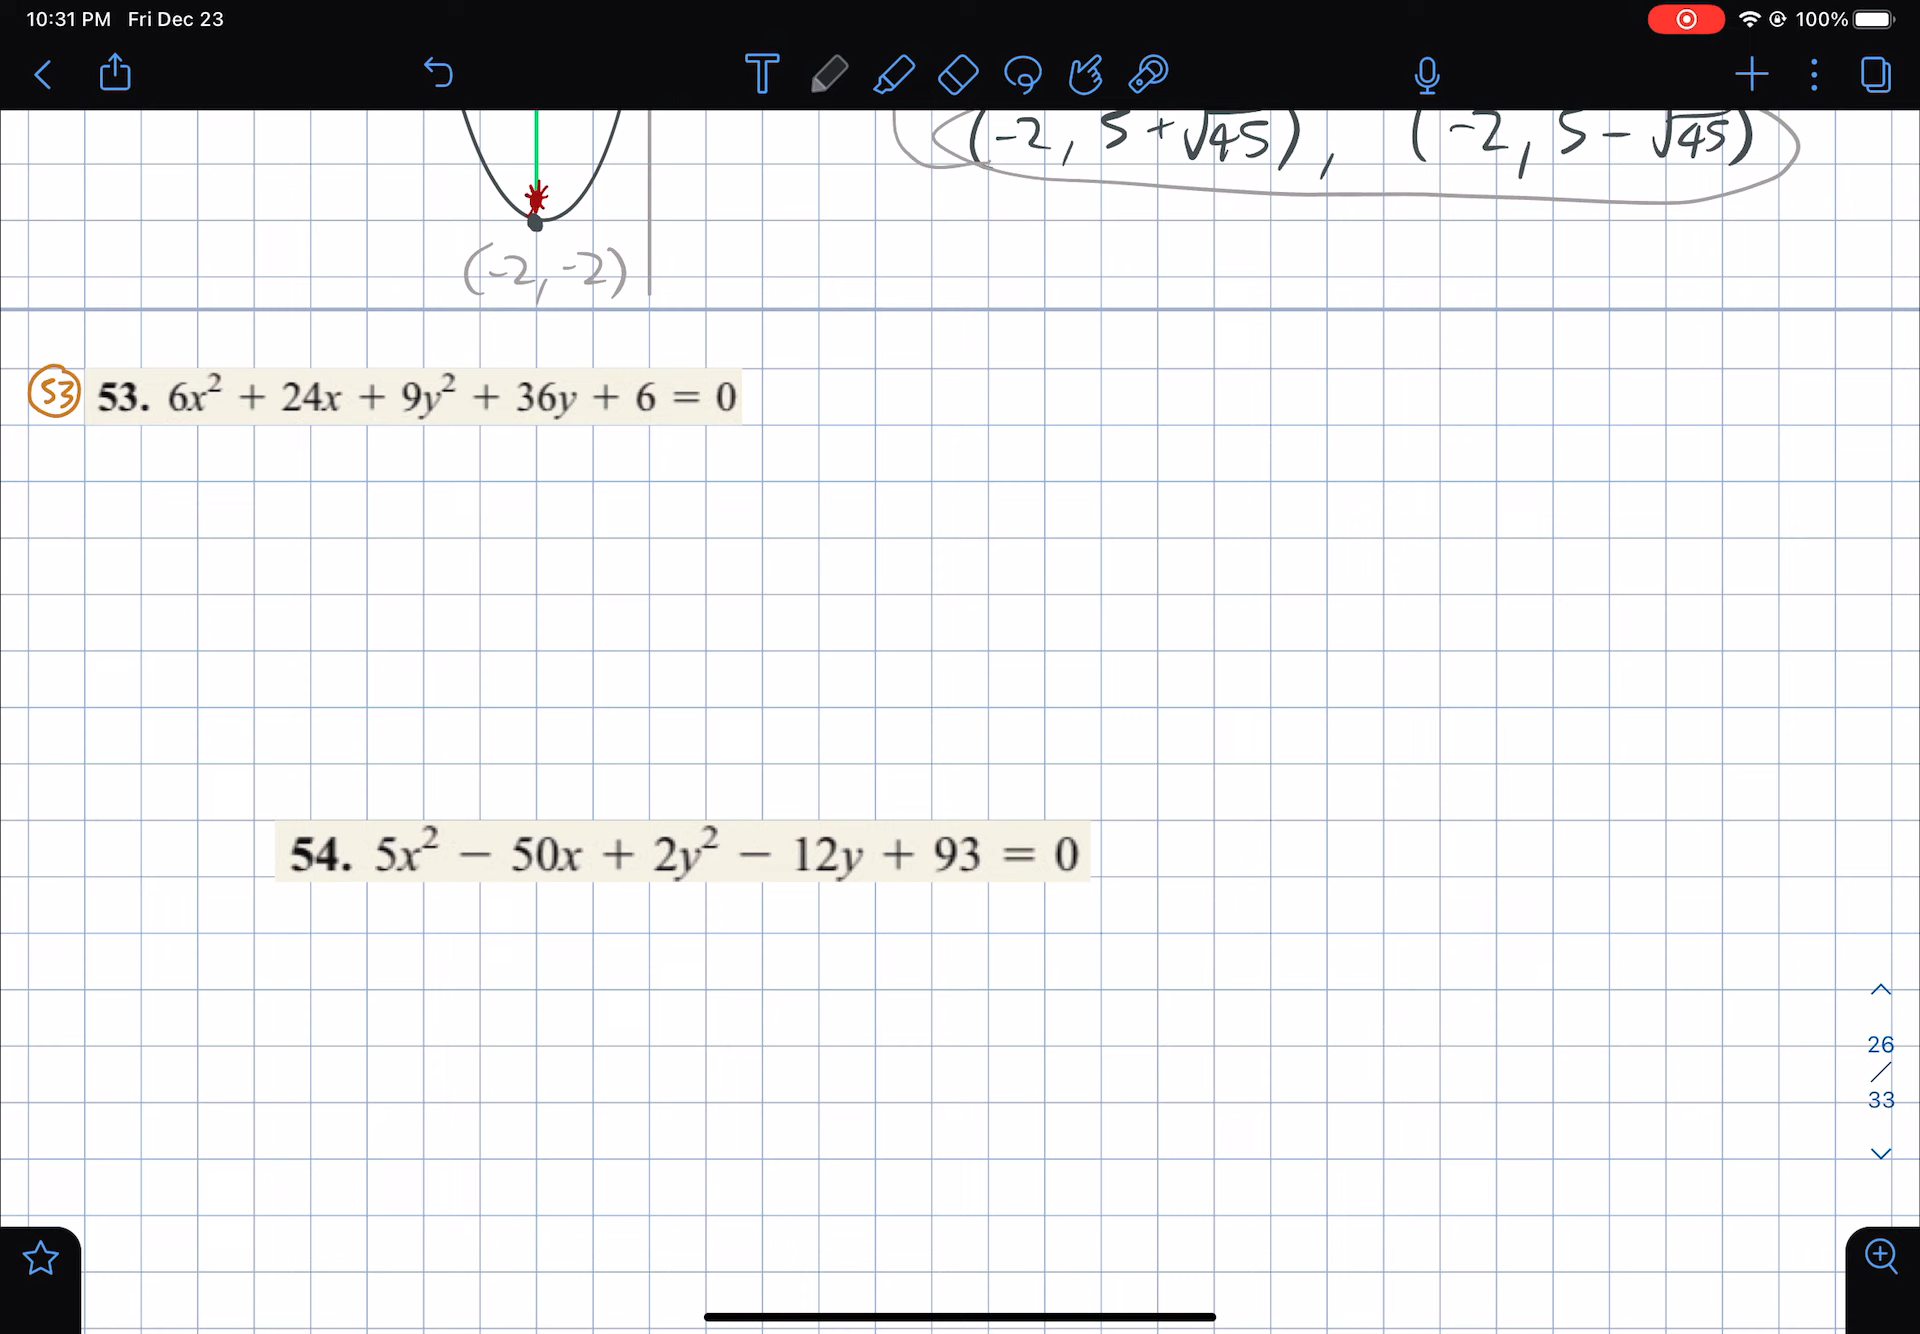 10:31 PM Fri Dec 23 100%
T
(-2, 5 + √45), (-2, 5 - √45)
(-2, -2)
53 53. 6x² + 24x + 9y² + 36y + 6 = 0
54. 5x² − 50x + 2y² − 12y + 93 = 0
26
/
33